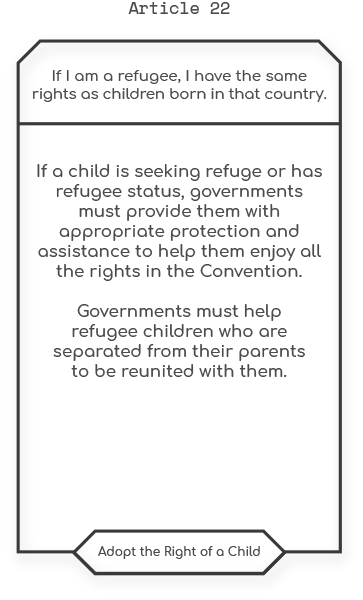 Article 22
If I am a refugee, I have the same
rights as children born in that country.
If a child is seeking refuge or has
refugee status, governments
must provide them with
appropriate protection and
assistance to help them enjoy all
the rights in the Convention.
Governments must help
refugee children who are
separated from their parents
to be reunited with them.
Adopt the Right of a Child